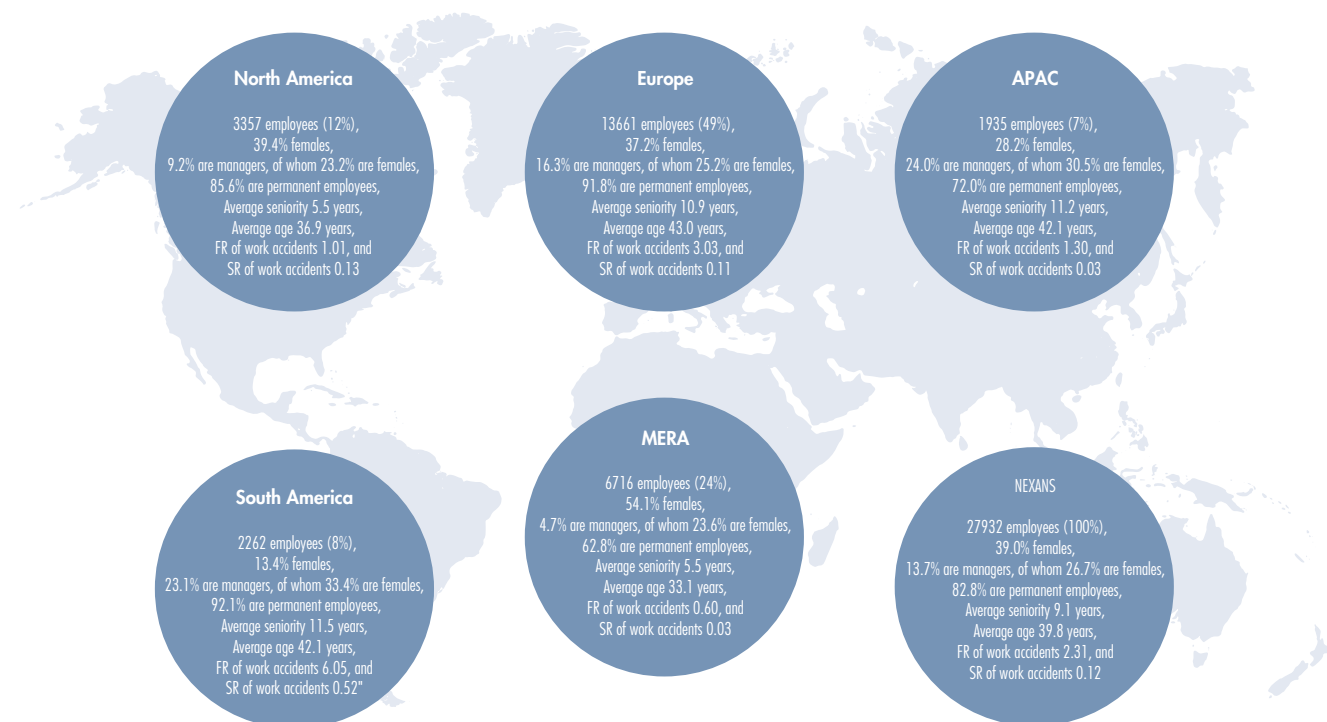 North America
3357 employees (12%),
39.4% females,
9.2% are managers, of whom 23.2% are females,
85.6% are permanent employees,
Average seniority 5.5 years,
Average age 36.9 years,
FR of work accidents 1.01, and
SR of work accidents 0.13
Europe
13661 employees (49%),
37.2% females,
16.3% are managers, of whom 25.2% are females,
91.8% are permanent employees,
Average seniority 10.9 years,
Average age 43.0 years,
FR of work accidents 3.03, and
SR of work accidents 0.11
APAC
1935 employees (7%),
28.2% females,
24.0% are managers, of whom 30.5% are females,
72.0% are permanent employees,
Average seniority 11.2 years,
Average age 42.1 years,
FR of work accidents 1.30, and
SR of work accidents 0.03
South America
2262 employees (8%),
13.4% females,
23.1% are managers, of whom 33.4% are females,
92.1% are permanent employees,
Average seniority 11.5 years,
Average age 42.1 years,
FR of work accidents 6.05, and
SR of work accidents 0.52"
MERA
6716 employees (24%),
54.1% females,
4.7% are managers, of whom 23.6% are females,
62.8% are permanent employees,
Average seniority 5.5 years,
Average age 33.1 years,
FR of work accidents 0.60, and
SR of work accidents 0.03
NEXANS
27932 employees (100%),
39.0% females,
13.7% are managers, of whom 26.7% are females,
82.8% are permanent employees,
Average seniority 9.1 years,
Average age 39.8 years,
FR of work accidents 2.31, and
SR of work accidents 0.12